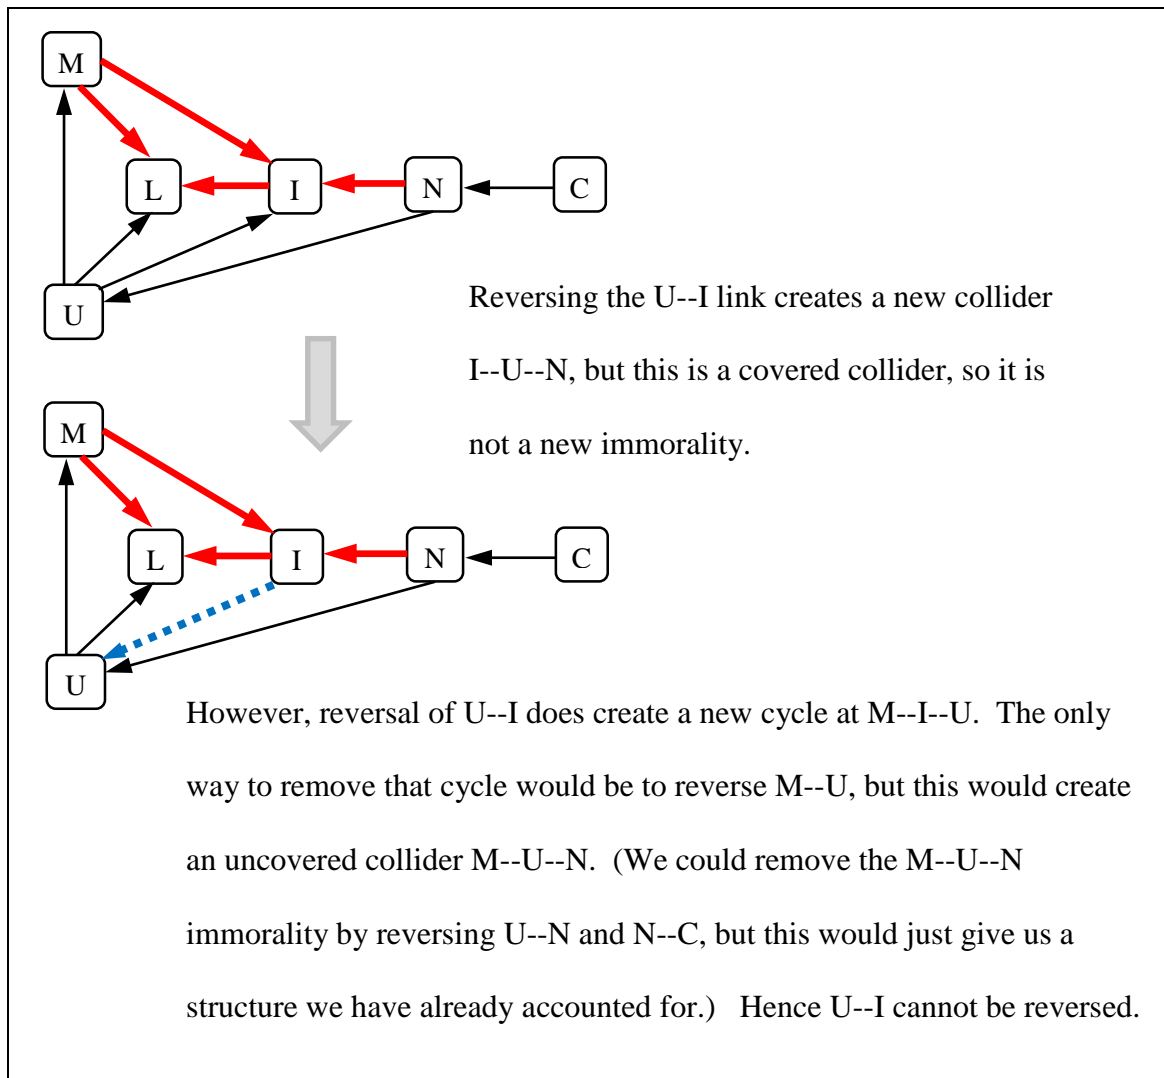 M
L
I
N
C
U
Reversing the U--I link creates a new collider
I--U--N, but this is a covered collider, so it is
not a new immorality.
M
L
I
N
C
U
However, reversal of U--I does create a new cycle at M--I--U.  The only
way to remove that cycle would be to reverse M--U, but this would create
an uncovered collider M--U--N.  (We could remove the M--U--N
immorality by reversing U--N and N--C, but this would just give us a
structure we have already accounted for.)   Hence U--I cannot be reversed.